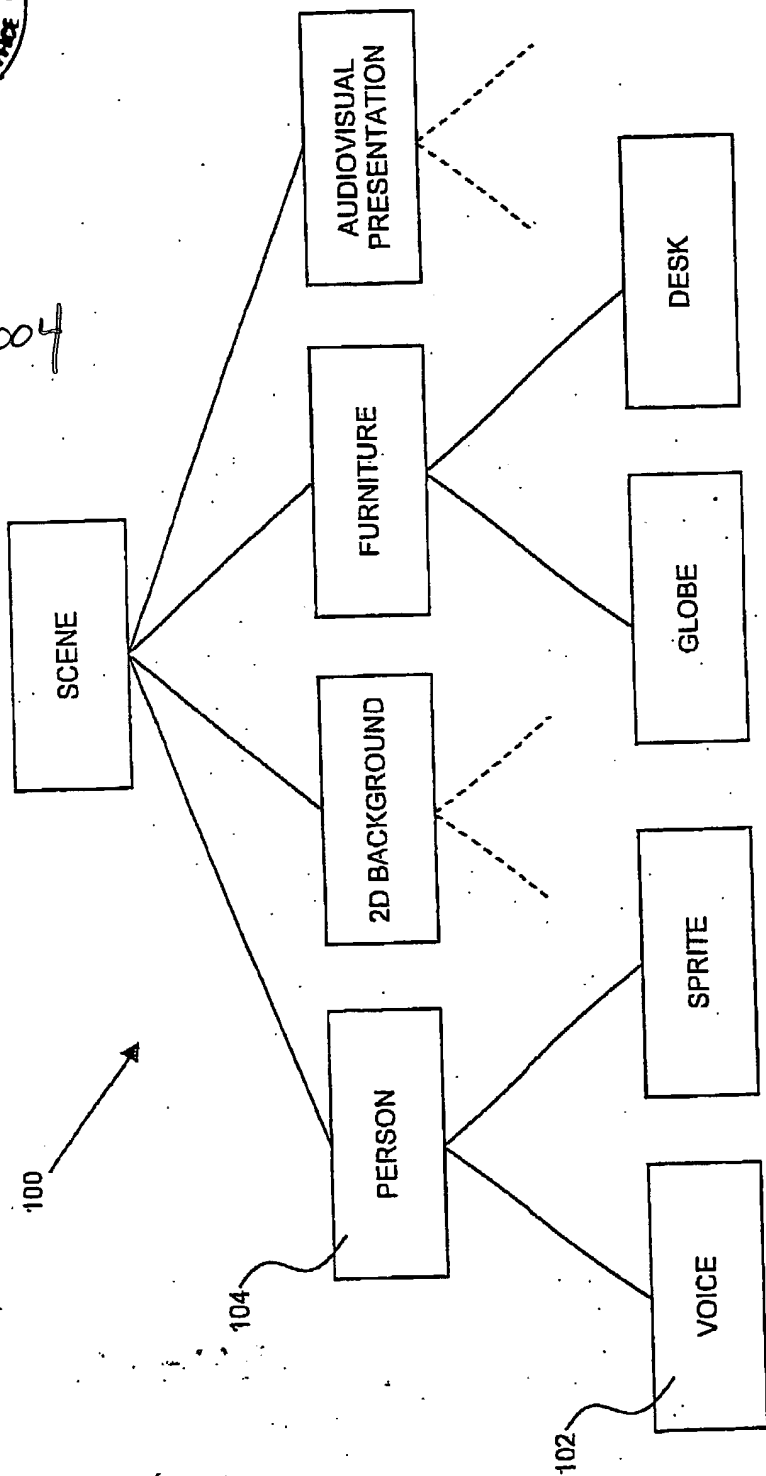 SCENE
100
104
PERSON
2D BACKGROUND
FURNITURE
AUDIOVISUAL
PRESENTATION
102
VOICE
SPRITE
GLOBE
DESK